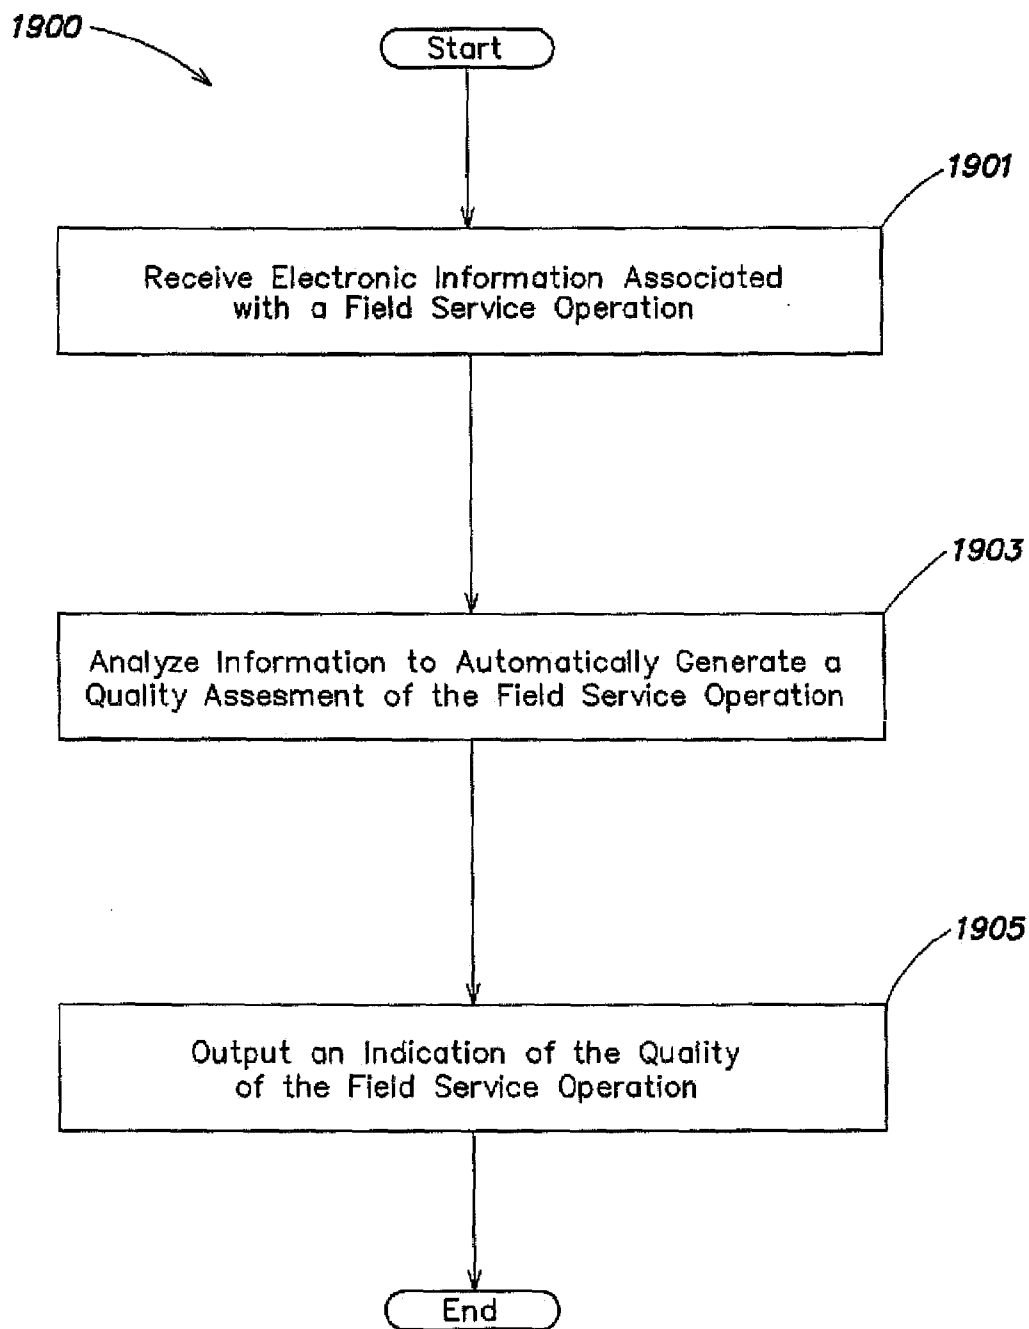 1900
Start
1901
Receive Electronic Information Associated
with a Field Service Operation
1903
Analyze Information to Automatically Generate a
Quality Assesment of the Field Service Operation
1905
Output an Indication of the Quality
of the Field Service Operation
End